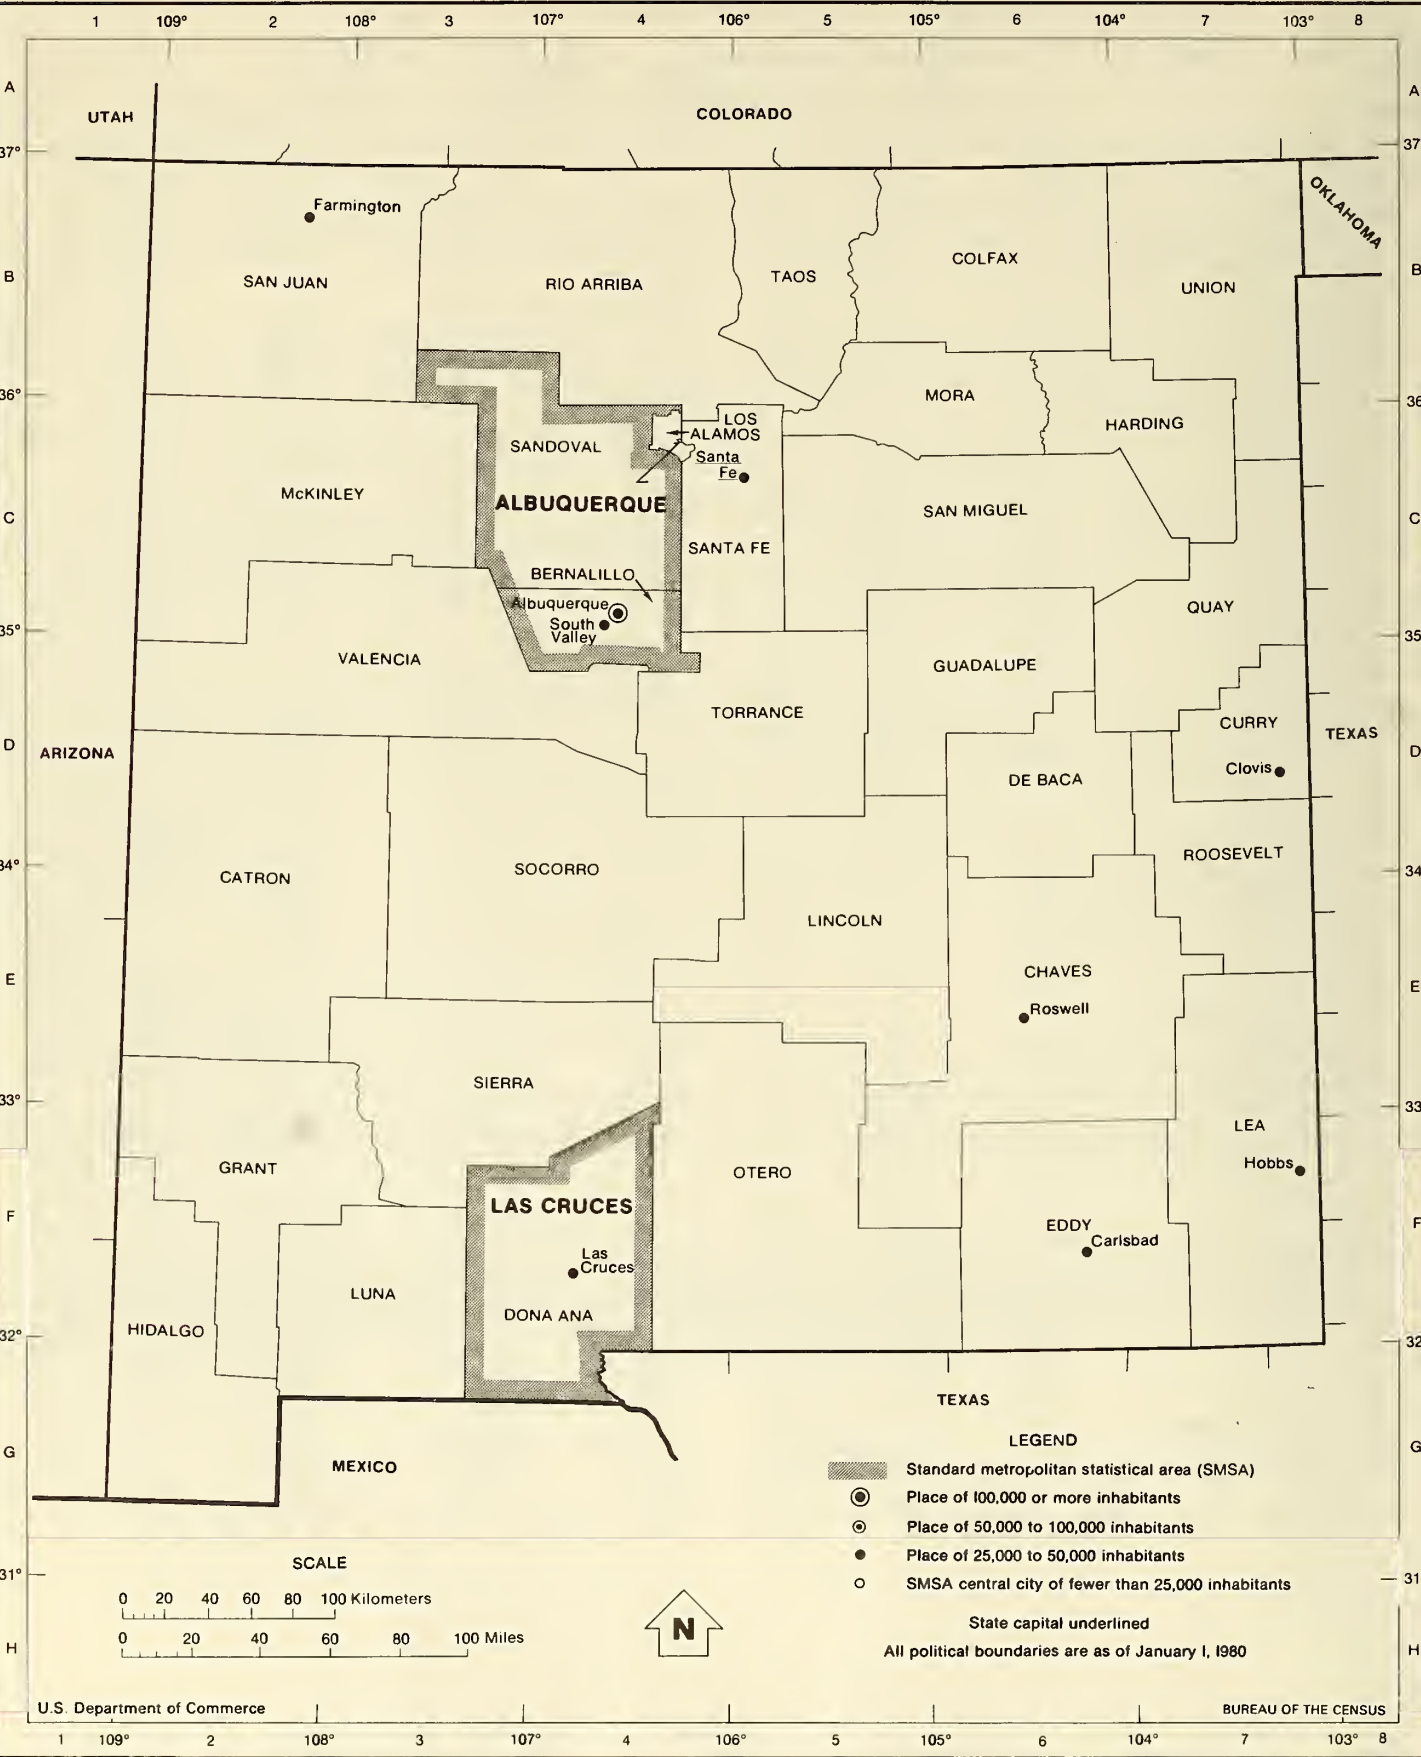 1 109° 2 108° 3 107° 4 106° 5 105° 6 104° 7 103° 8
A A
UTAH COLORADO
37° 37°
OKLAHOMA
Farmington
B B
SAN JUAN RIO ARRIBA TAOS COLFAX UNION
36° 36
MORA
LOS
ALAMOS
HARDING
SANDOVAL
Santa
Fe
McKINLEY
ALBUQUERQUE
SAN MIGUEL
C C
SANTA FE
BERNALILLO
Albuquerque
South
Valley
QUAY
35° 35
VALENCIA GUADALUPE
TORRANCE
CURRY
D D
ARIZONA TEXAS
DE BACA
Clovis
34° 34
CATRON SOCORRO ROOSEVELT
LINCOLN
CHAVES
E E
Roswell
SIERRA
33° 33
LEA
GRANT OTERO Hobbs
LAS CRUCES
F F
EDDY
Carlsbad
Las
Cruces
LUNA
DONA ANA
HIDALGO
32° 32
TEXAS
G G
MEXICO
LEGEND
Standard metropolitan statistical area (SMSA)
Place of 100,000 or more inhabitants
Place of 50,000 to 100,000 inhabitants
Place of 25,000 to 50,000 inhabitants
SMSA central city of fewer than 25,000 inhabitants
State capital underlined
All political boundaries are as of January 1, 1980
31° 31
SCALE
0 20 40 60 80 100 Kilometers
0 20 40 60 80 100 Miles
N
H H
U.S. Department of Commerce BUREAU OF THE CENSUS
1 109° 2 108° 3 107° 4 106° 5 105° 6 104° 7 103° 8